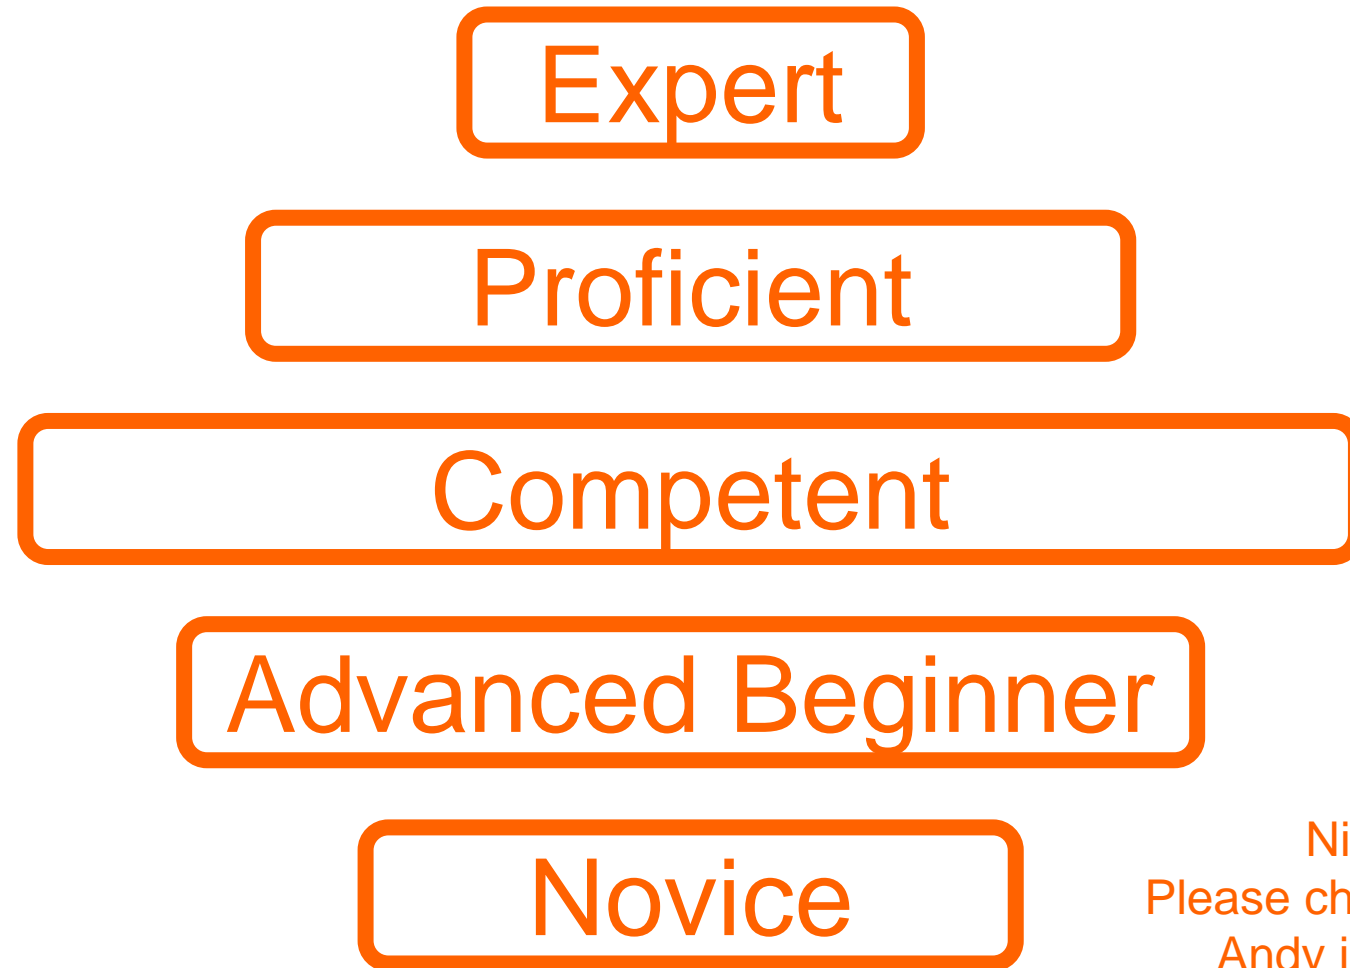 Expert
Proficient
Competent
Advanced Beginner
Novice
Ni
Please ch
Andy i